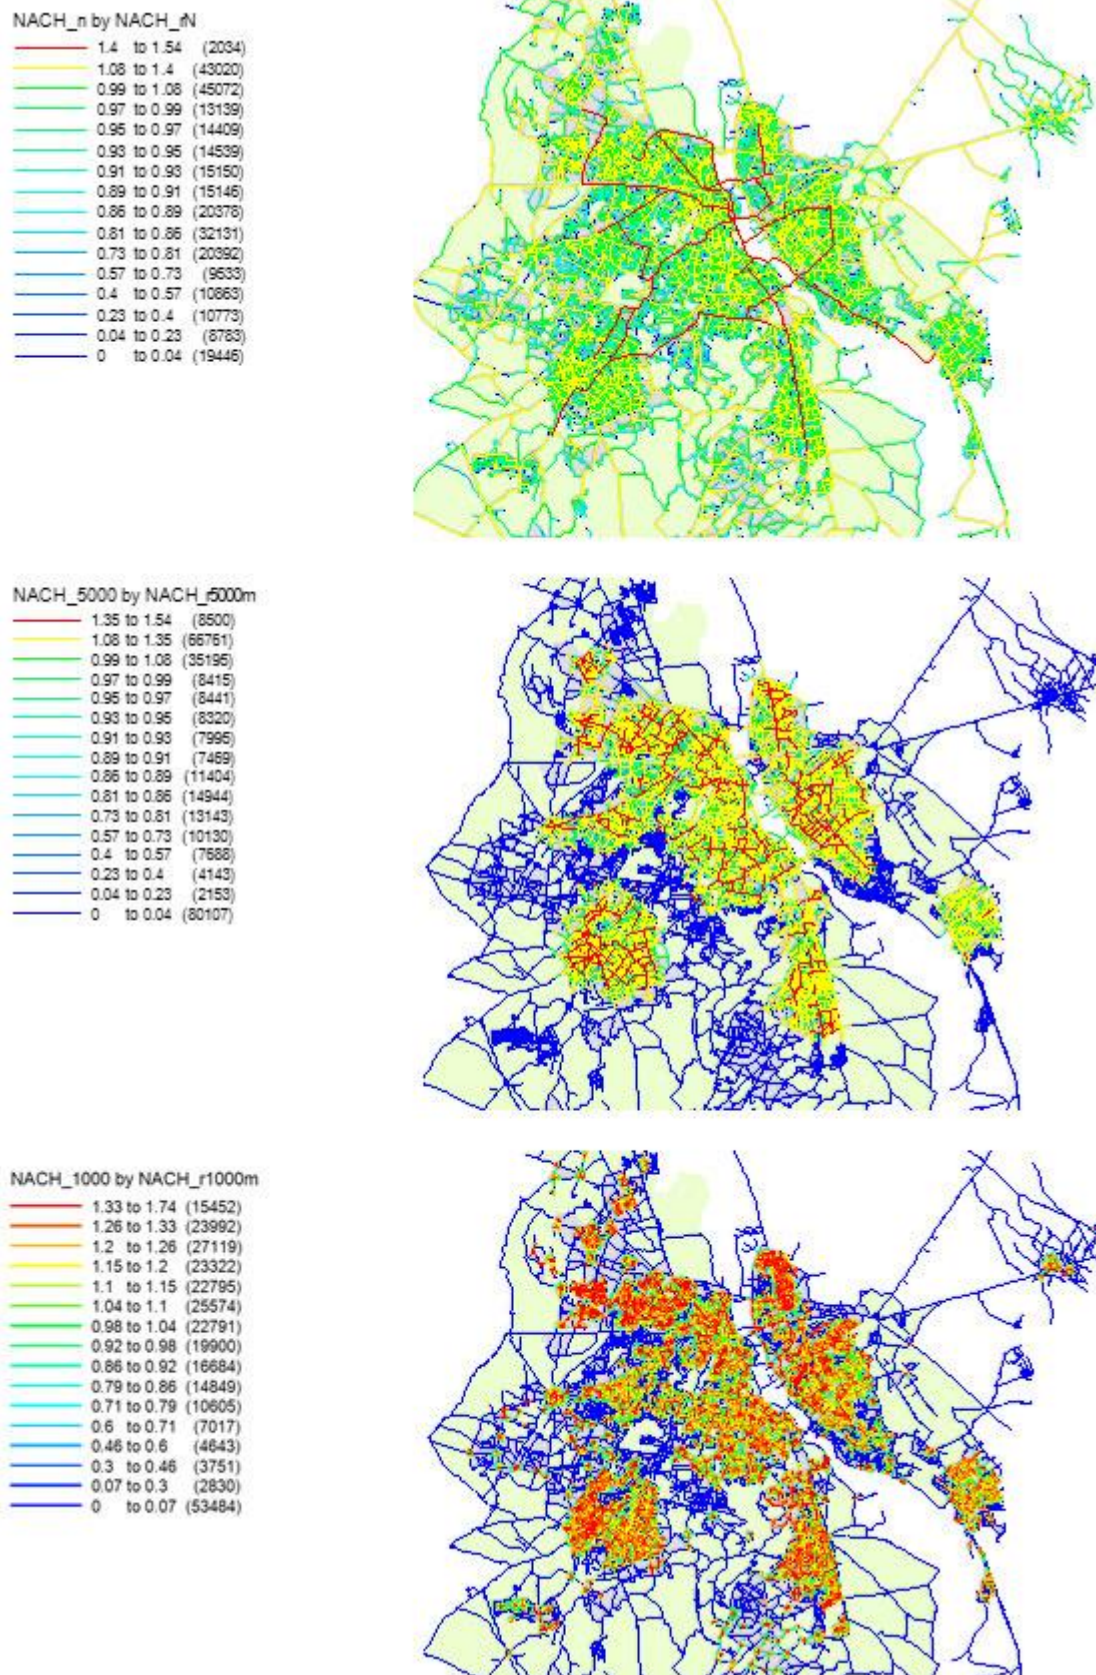 NACH_n by NACH_rN
1.4 to 1.54 (2034)
1.08 to 1.4 (43020)
0.99 to 1.08 (45072)
0.97 to 0.99 (13139)
0.95 to 0.97 (14409)
0.93 to 0.95 (14539)
0.91 to 0.93 (15150)
0.89 to 0.91 (15146)
0.86 to 0.89 (20378)
0.81 to 0.86 (32131)
0.73 to 0.81 (20392)
0.57 to 0.73 (9633)
0.4 to 0.57 (10863)
0.23 to 0.4 (10773)
0.04 to 0.23 (8783)
0 to 0.04 (19446)
NACH_5000 by NACH_r5000m
1.35 to 1.54 (8500)
1.08 to 1.35 (66761)
0.99 to 1.08 (35195)
0.97 to 0.99 (8415)
0.95 to 0.97 (8441)
0.93 to 0.95 (8320)
0.91 to 0.93 (7995)
0.89 to 0.91 (7469)
0.86 to 0.89 (11404)
0.81 to 0.86 (14944)
0.73 to 0.81 (13143)
0.57 to 0.73 (10130)
0.4 to 0.57 (7688)
0.23 to 0.4 (4143)
0.04 to 0.23 (2153)
0 to 0.04 (80107)
NACH_1000 by NACH_r1000m
1.33 to 1.74 (15452)
1.26 to 1.33 (23992)
1.2 to 1.26 (27119)
1.15 to 1.2 (23322)
1.1 to 1.15 (22795)
1.04 to 1.1 (25574)
0.98 to 1.04 (22791)
0.92 to 0.98 (19900)
0.86 to 0.92 (16684)
0.79 to 0.86 (14849)
0.71 to 0.79 (10605)
0.6 to 0.71 (7017)
0.46 to 0.6 (4643)
0.3 to 0.46 (3751)
0.07 to 0.3 (2830)
0 to 0.07 (53484)